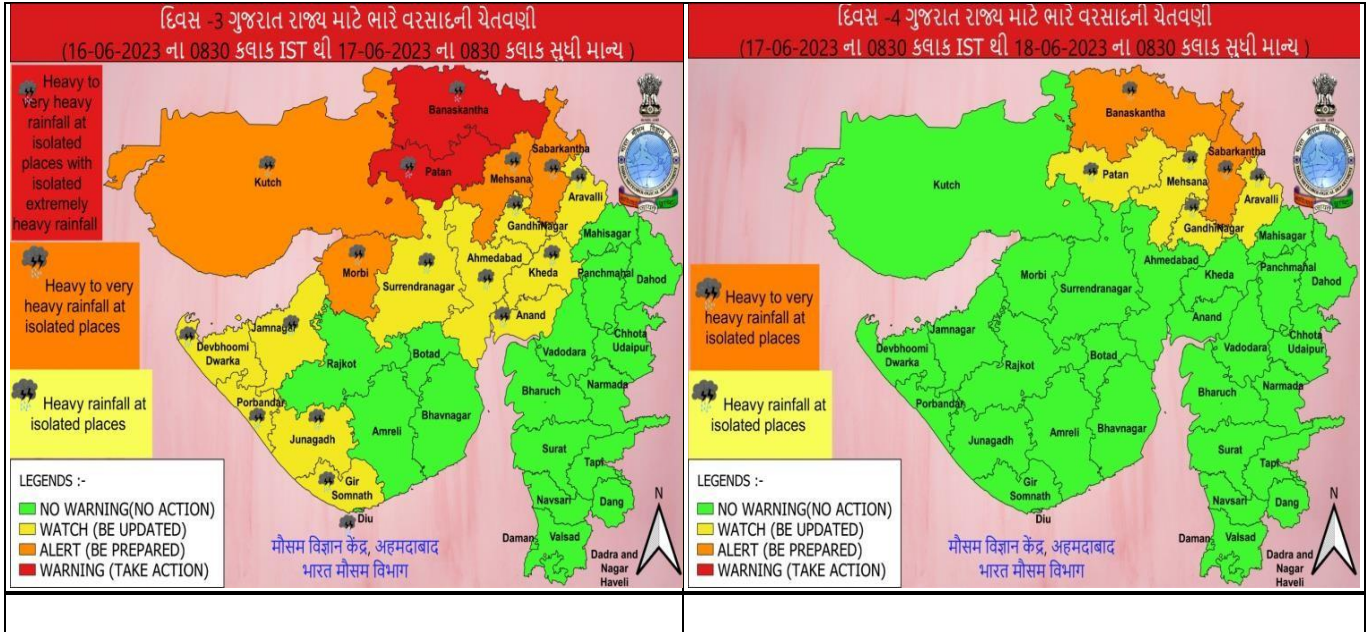 દિવસ -3 ગુજરાત રાજ્ય માટે ભારે વરસાદની ચેતવણી
(16-06-2023 ના 0830 કલાક IST થી 17-06-2023 ના 0830 કલાક સુધી માન્ય )
Heavy to
very heavy
rainfall at
isolated
places with
isolated
extremely
heavy rainfall
Heavy to very
heavy rainfall at
isolated places
Heavy rainfall at
isolated places
Banaskantha
Patan
Kutch
Mehsana
Sabarkantha
Aravalli
GandhiNagar
Mahisagar
Morbi
Surrendranagar
Ahmedabad
Kheda
Panchmahal
Dahod
Anand
Jamnagar
Devbhoomi
Dwarka
Rajkot
Botad
Vadodara
Chhota
Udaipur
Porbandar
Bharuch
Narmada
Junagadh
Amreli
Bhavnagar
Surat
Tapi
Gir
Somnath
Diu
Navsari
Dang
Daman
Valsad
Dadra and
Nagar
Haveli
N
LEGENDS :-
NO WARNING(NO ACTION)
WATCH (BE UPDATED)
ALERT (BE PREPARED)
WARNING (TAKE ACTION)
मौसम विज्ञान केंद्र, अहमदाबाद
भारत मौसम विभाग
દિવસ -4 ગુજરાત રાજ્ય માટે ભારે વરસાદની ચેતવણી
(17-06-2023 ના 0830 કલાક IST થી 18-06-2023 ના 0830 કલાક સુધી માન્ય )
Heavy to very
heavy rainfall at
isolated places
Heavy rainfall at
isolated places
Banaskantha
Patan
Kutch
Mehsana
Sabarkantha
Aravalli
GandhiNagar
Mahisagar
Morbi
Surrendranagar
Ahmedabad
Kheda
Panchmahal
Dahod
Anand
Jamnagar
Devbhoomi
Dwarka
Rajkot
Botad
Vadodara
Chhota
Udaipur
Porbandar
Bharuch
Narmada
Junagadh
Amreli
Bhavnagar
Surat
Tapi
Gir
Somnath
Diu
Navsari
Dang
Daman
Valsad
Dadra and
Nagar
Haveli
N
LEGENDS :-
NO WARNING(NO ACTION)
WATCH (BE UPDATED)
ALERT (BE PREPARED)
WARNING (TAKE ACTION)
मौसम विज्ञान केंद्र, अहमदाबाद
भारत मौसम विभाग